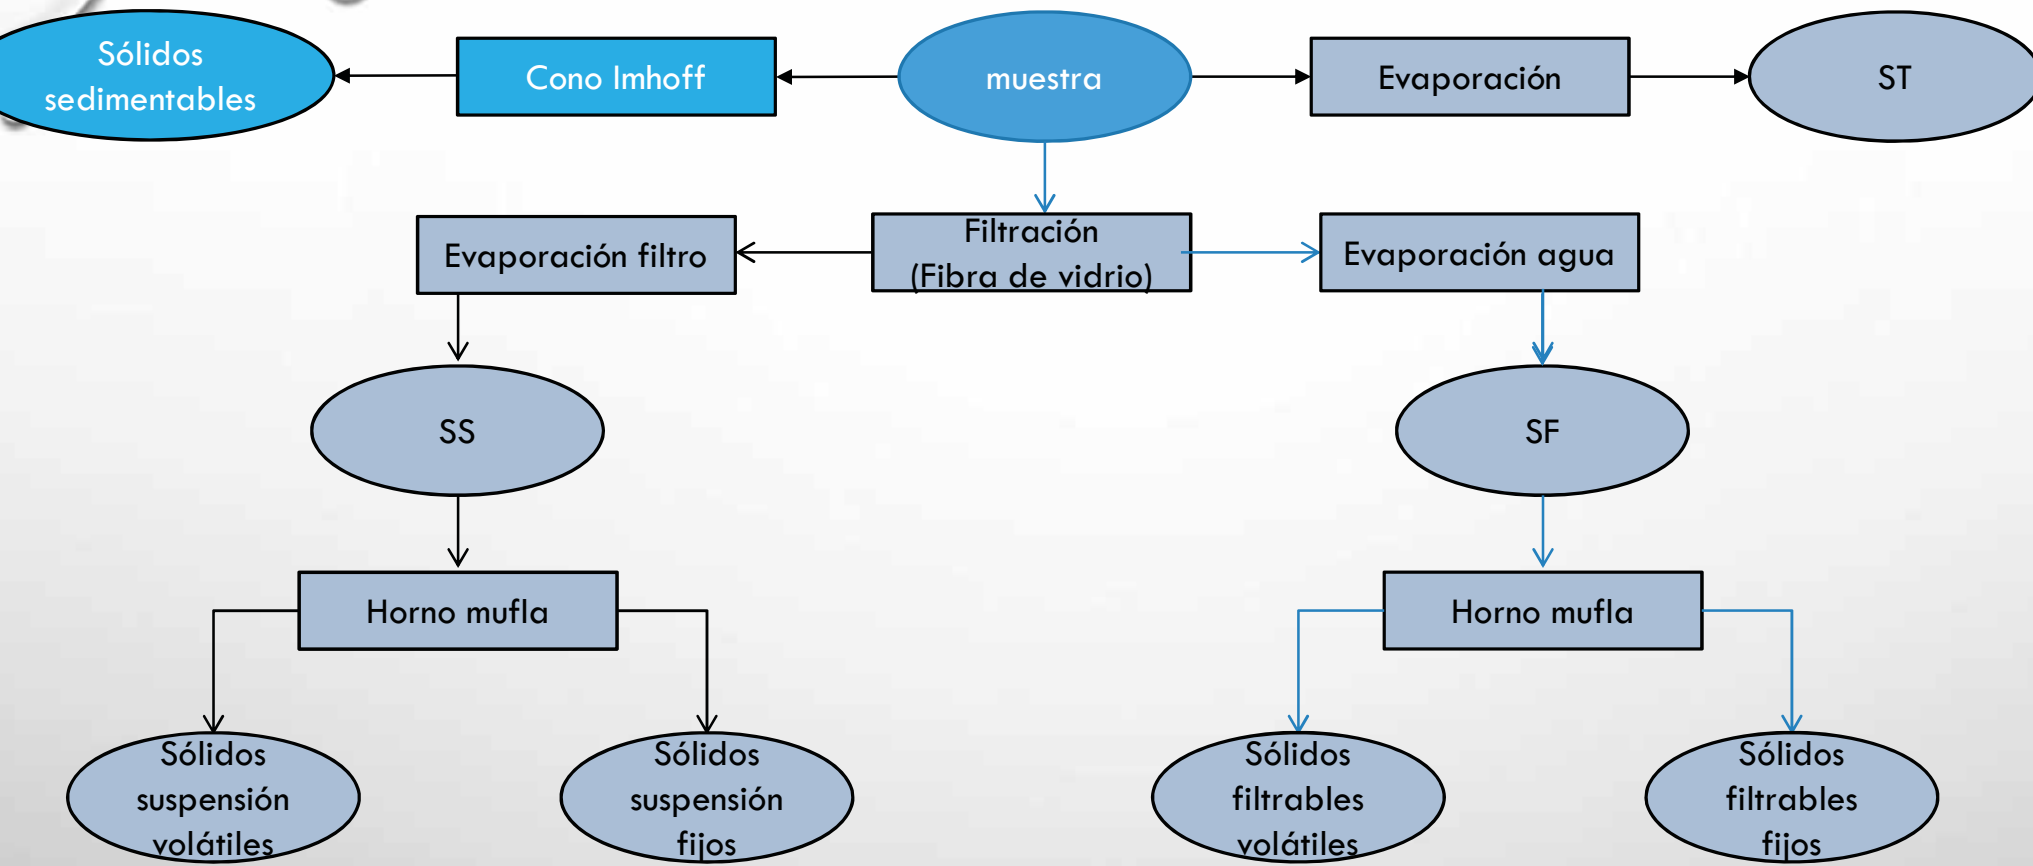 Sólidos
sedimentables
Cono Imhoff
muestra
Evaporación
ST
Evaporación filtro
Filtración
(Fibra de vidrio)
Evaporación agua
SS
SF
Horno mufla
Horno mufla
Sólidos
suspensión
volátiles
Sólidos
suspensión
fijos
Sólidos
filtrables
volátiles
Sólidos
filtrables
fijos